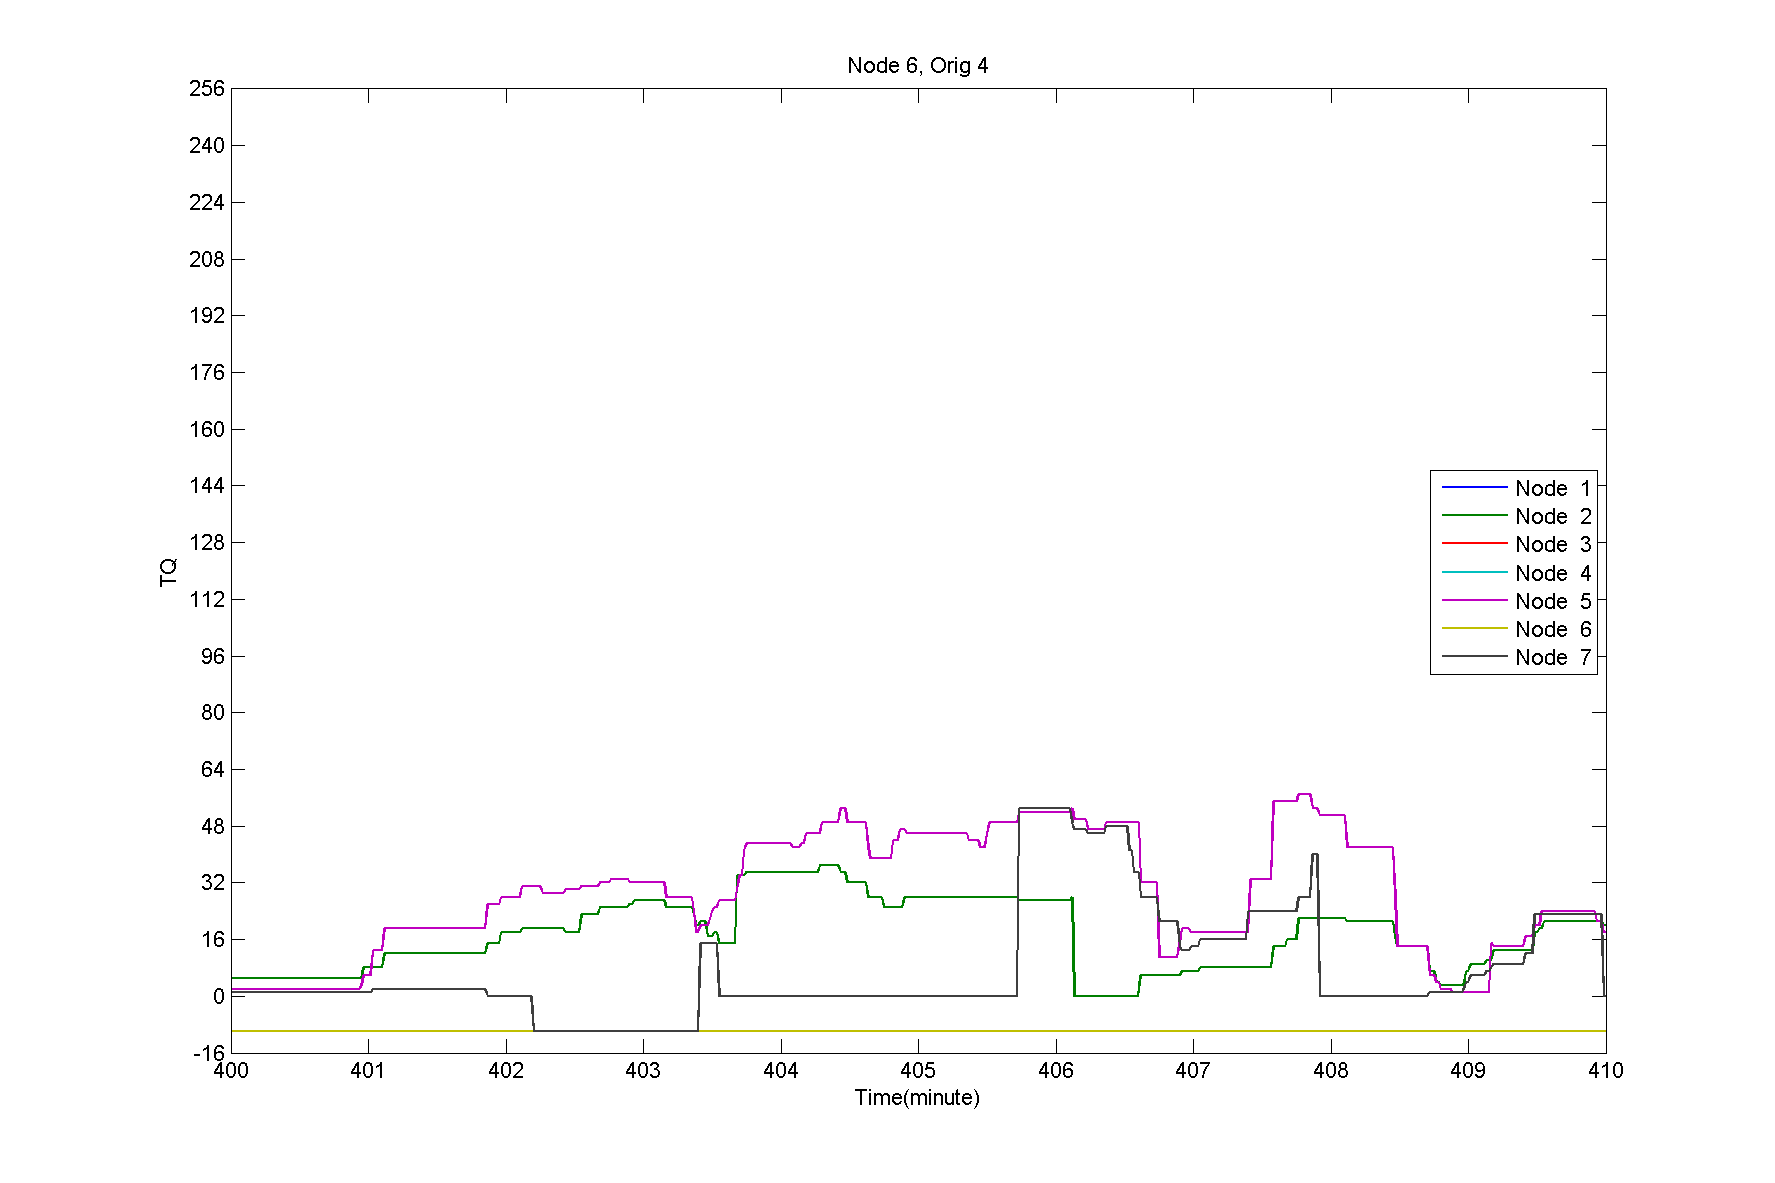 Node 6, Orig 4
256
240
224
208
192
176
160
144
128
112
96
80
64
48
32
16
0
-16
TQ
Node 1
Node 2
Node 3
Node 4
Node 5
Node 6
Node 7
400 401 402 403 404 405 406 407 408 409 410
Time(minute)